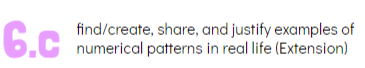 6.c
find/create, share, and justify examples of
numerical patterns in real life (Extension)